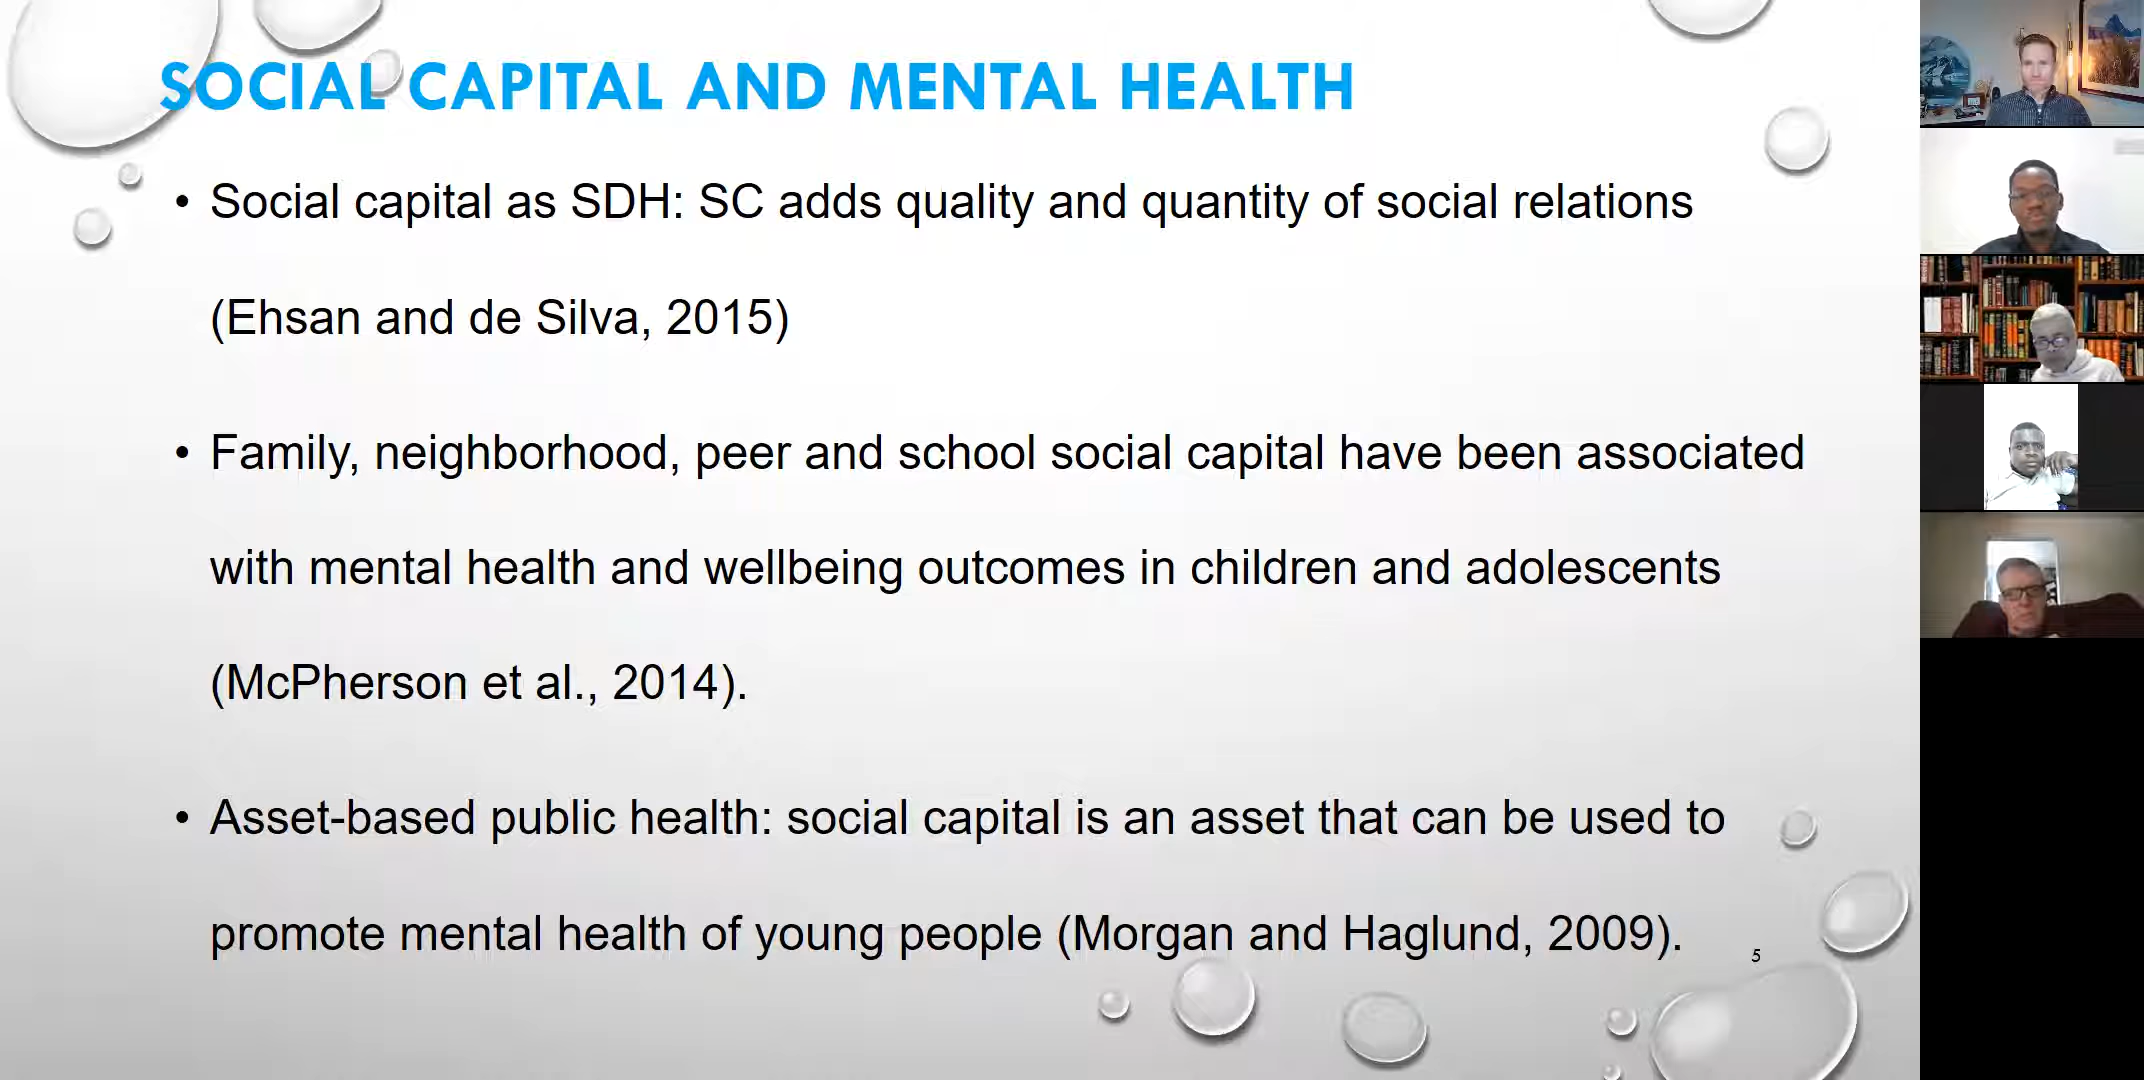 SOCIAL CAPITAL AND MENTAL HEALTH
• Social capital as SDH: SC adds quality and quantity of social relations
(Ehsan and de Silva, 2015)
• Family, neighborhood, peer and school social capital have been associated
with mental health and wellbeing outcomes in children and adolescents
(McPherson et al., 2014).
• Asset-based public health: social capital is an asset that can be used to
promote mental health of young people (Morgan and Haglund, 2009).
5